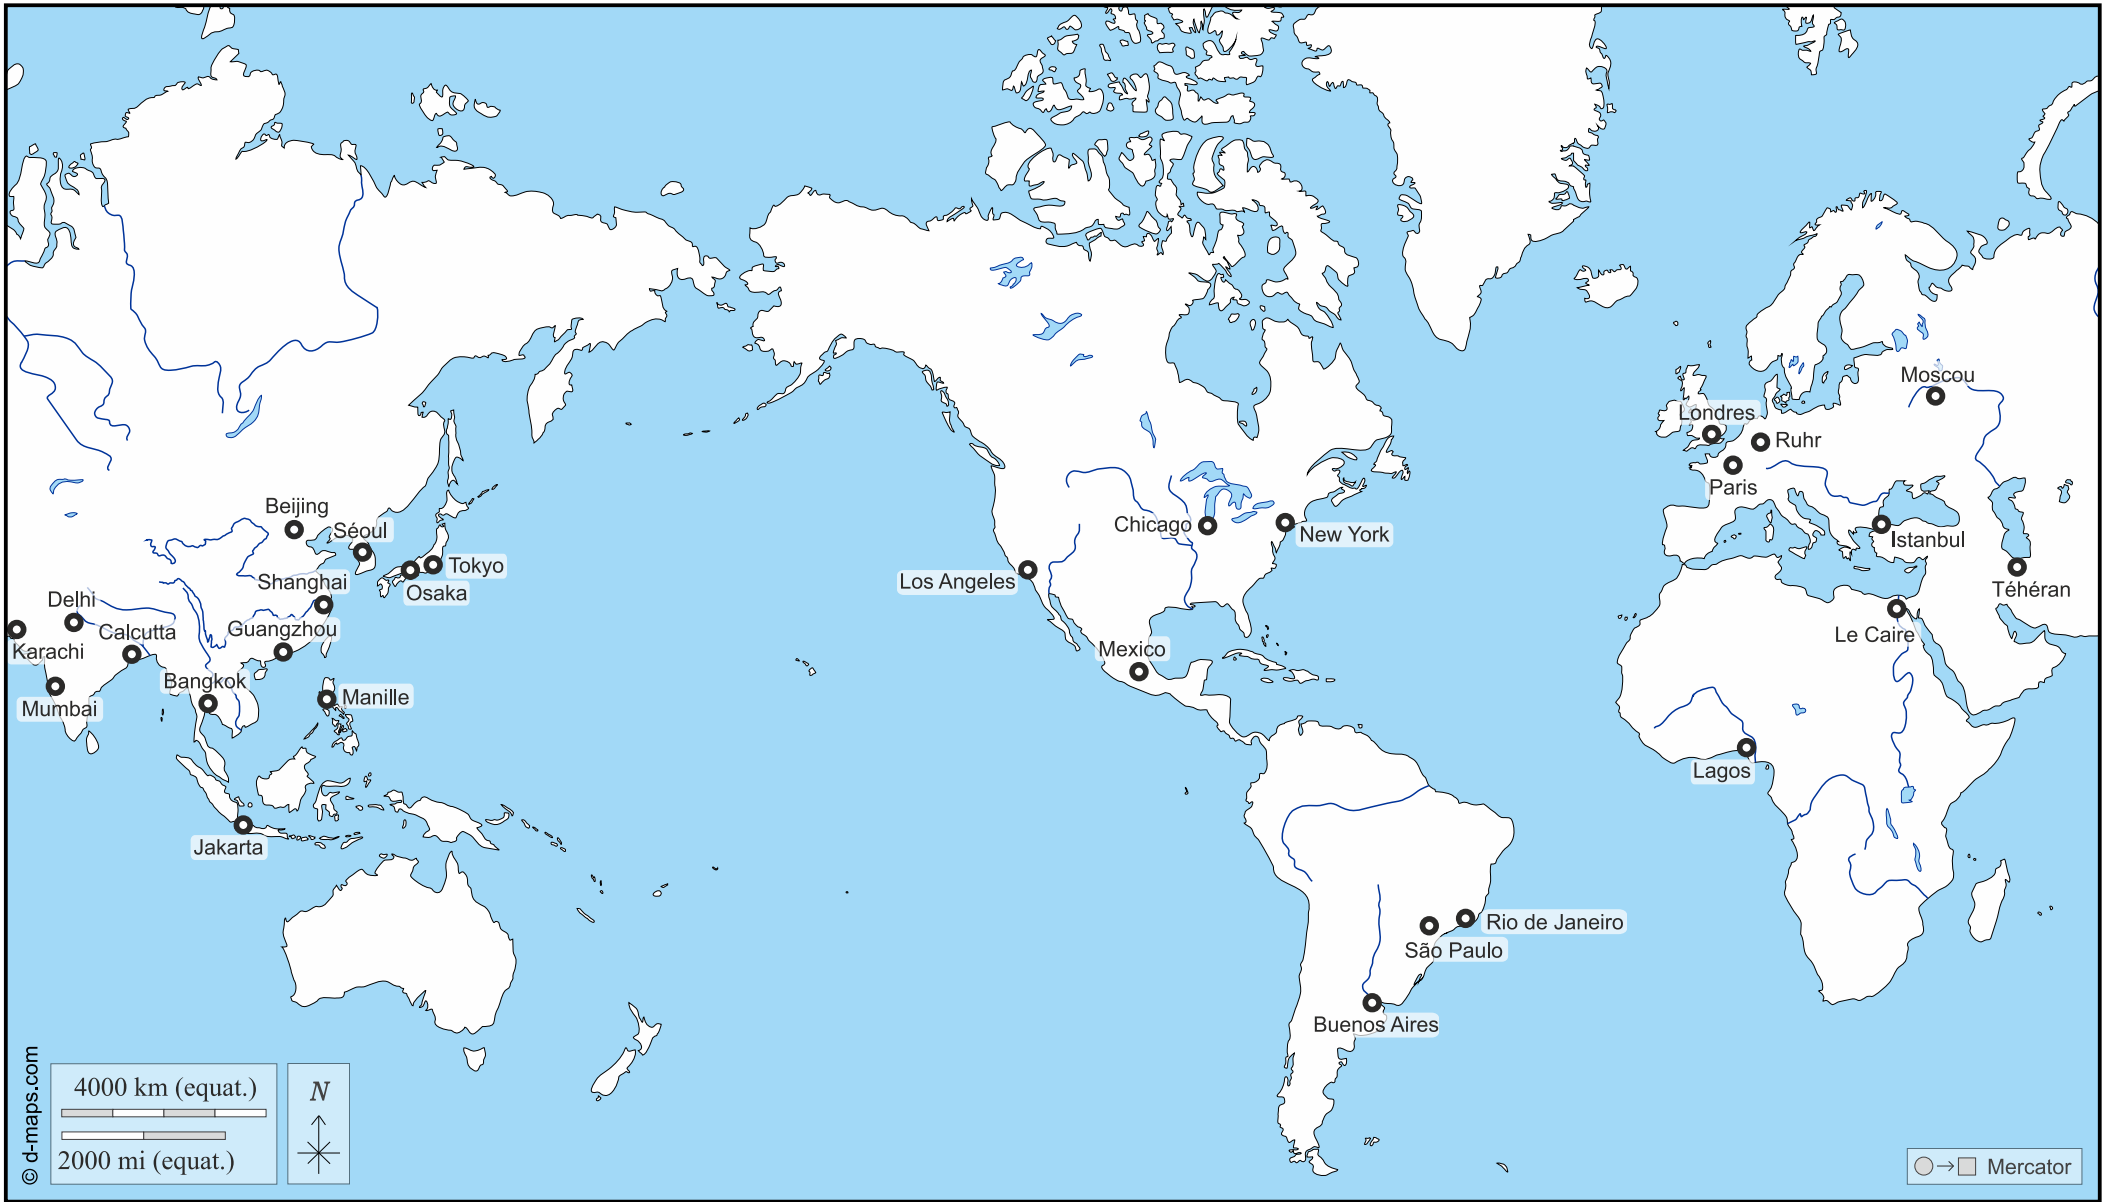 Moscou
Londres
Ruhr
Paris
Beijing
Séoul
Chicago
New York
Istanbul
Tokyo
Shanghai
Los Angeles
Osaka
Téhéran
Delhi
Calcutta
Guangzhou
Le Caire
Karachi
Mexico
Bangkok
Manille
Mumbai
Lagos
Jakarta
Rio de Janeiro
São Paulo
Buenos Aires
© d-maps.com
4000 km (equat.)
2000 mi (equat.)
N
Mercator